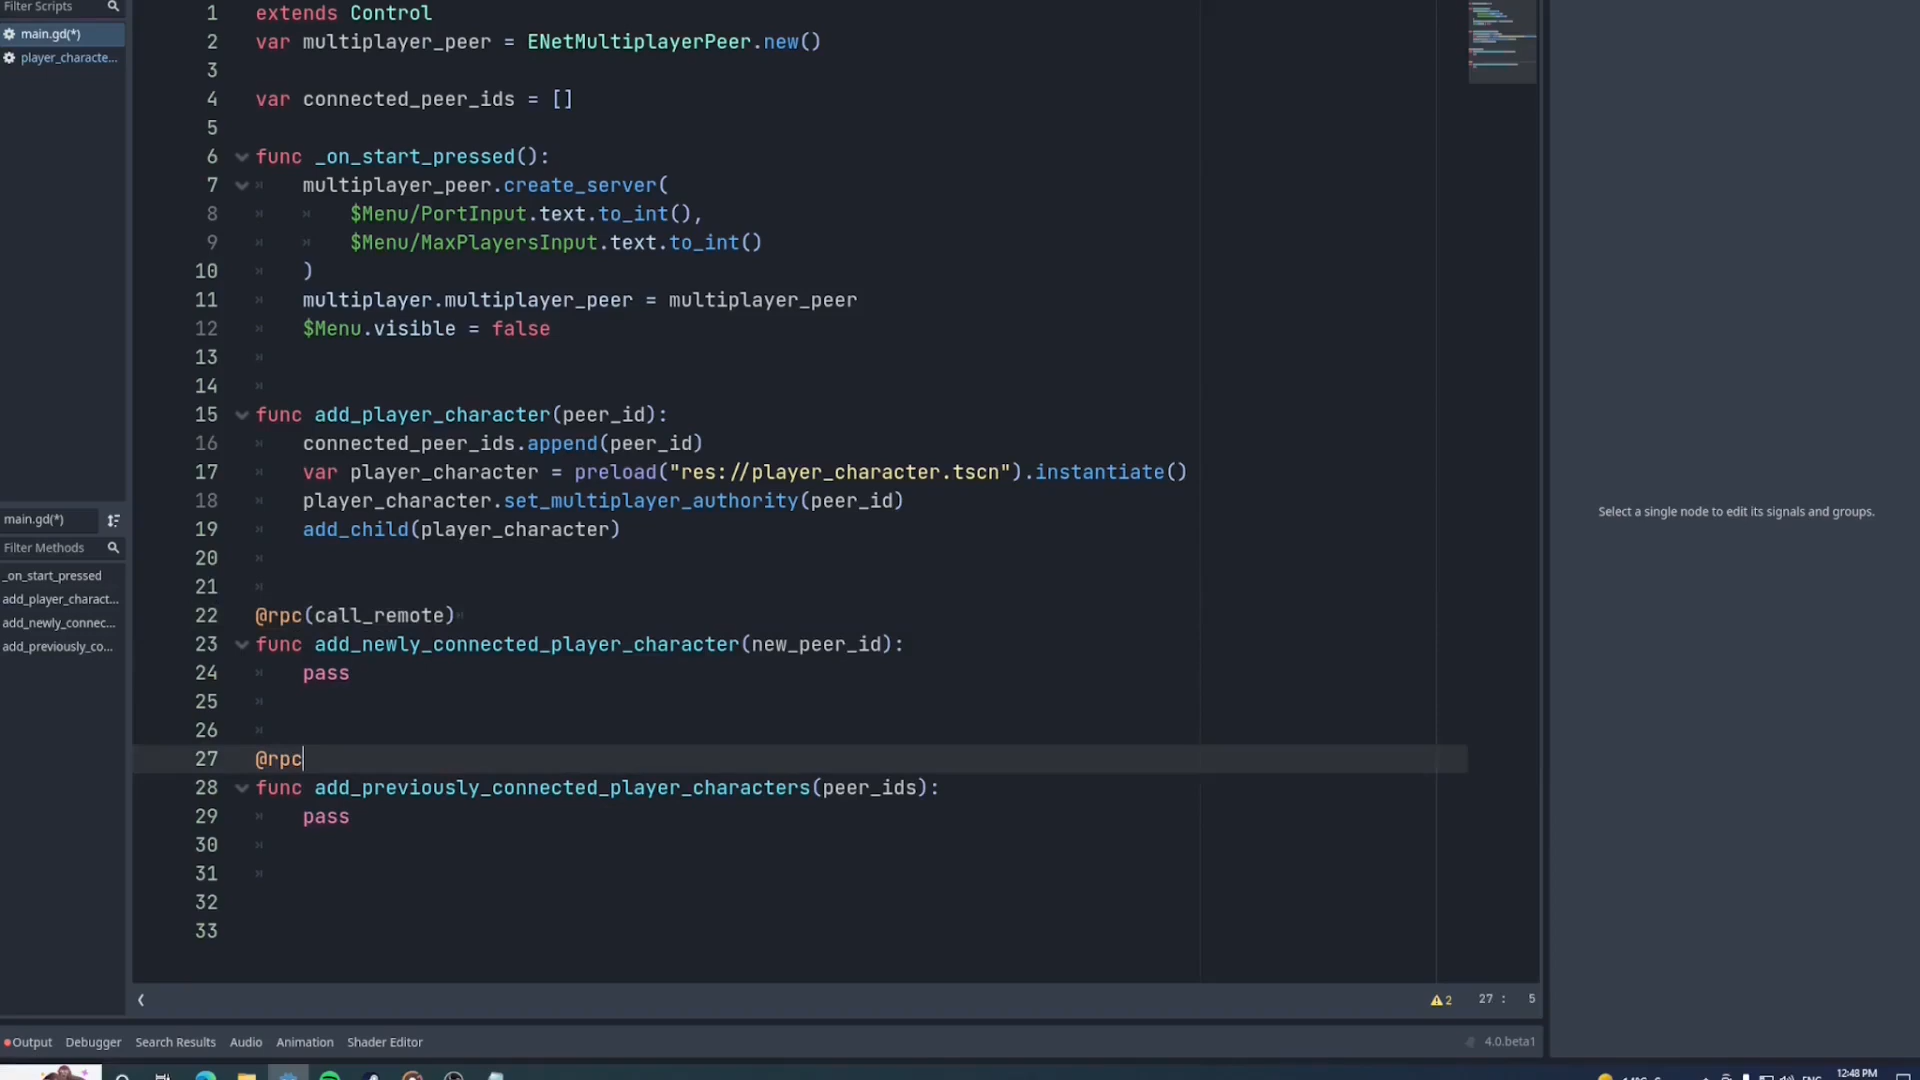 Filter Scripts
main.gd(*)
player_characte...
main.gd(*)
Filter Methods
_on_start_pressed
add_player_charact...
add_newly_connec...
add_previously_co...
1 extends Control
2 var multiplayer_peer = ENetMultiplayerPeer.new()
3
4 var connected_peer_ids = []
5
6 func _on_start_pressed():
7 multiplayer_peer.create_server(
8 $Menu/PortInput.text.to_int(),
9 $Menu/MaxPlayersInput.text.to_int()
10 )
11 multiplayer.multiplayer_peer = multiplayer_peer
12 $Menu.visible = false
13
14
15 func add_player_character(peer_id):
16 connected_peer_ids.append(peer_id)
17 var player_character = preload("res://player_character.tscn").instantiate()
18 player_character.set_multiplayer_authority(peer_id)
19 add_child(player_character)
20
21
22 @rpc(call_remote)
23 func add_newly_connected_player_character(new_peer_id):
24 pass
25
26
27 @rpc
28 func add_previously_connected_player_characters(peer_ids):
29 pass
30
31
32
33
2 27 : 5
Select a single node to edit its signals and groups.
Output Debugger Search Results Audio Animation Shader Editor 4.0.beta1
12:48 PM